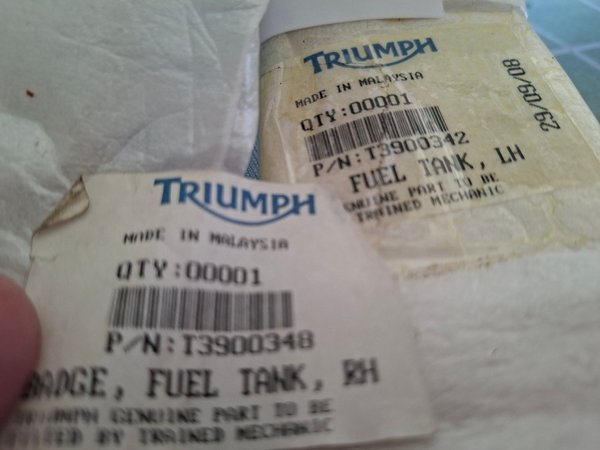 TRIUMPH
MADE IN MALAYSIA
QTY:00001
P/N:T3900342
FUEL TANK, LH
GENUINE PART TO BE
TRAINED MECHANIC
29/09/08
TRIUMPH
MADE IN MALAYSIA
QTY:00001
P/N:T3900348
BADGE, FUEL TANK, RH
TRIUMPH GENUINE PART TO BE
BY TRAINED MECHANIC